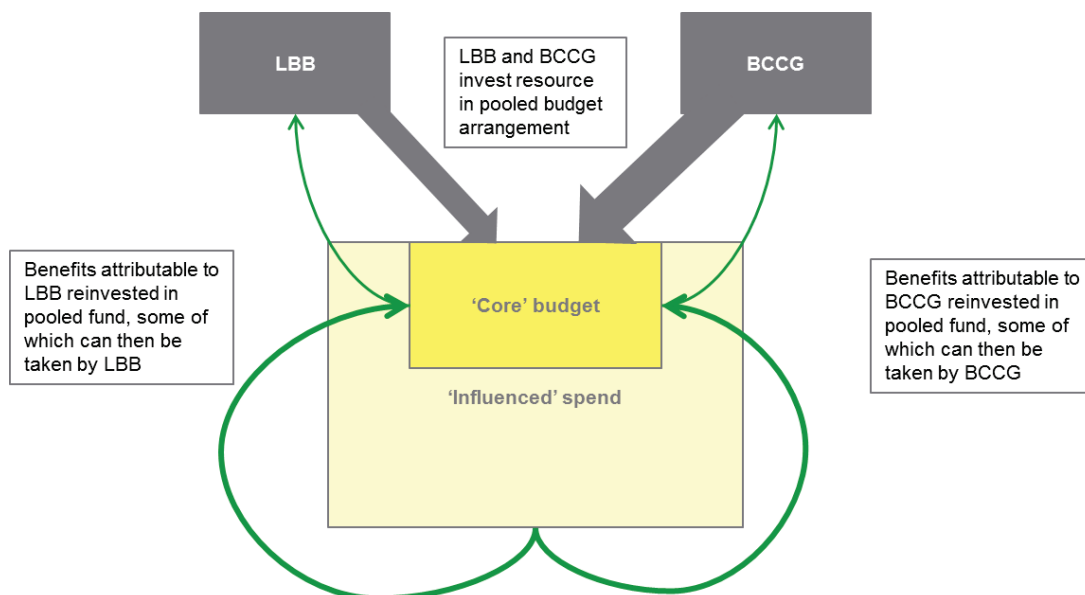 LBB
LBB and BCCG
invest resource
in pooled budget
arrangement
BCCG
Benefits attributable to
LBB reinvested in
pooled fund, some of
which can then be
taken by LBB
‘Core’ budget
‘Influenced’ spend
Benefits attributable to
BCCG reinvested in
pooled fund, some of
which can then be
taken by BCCG